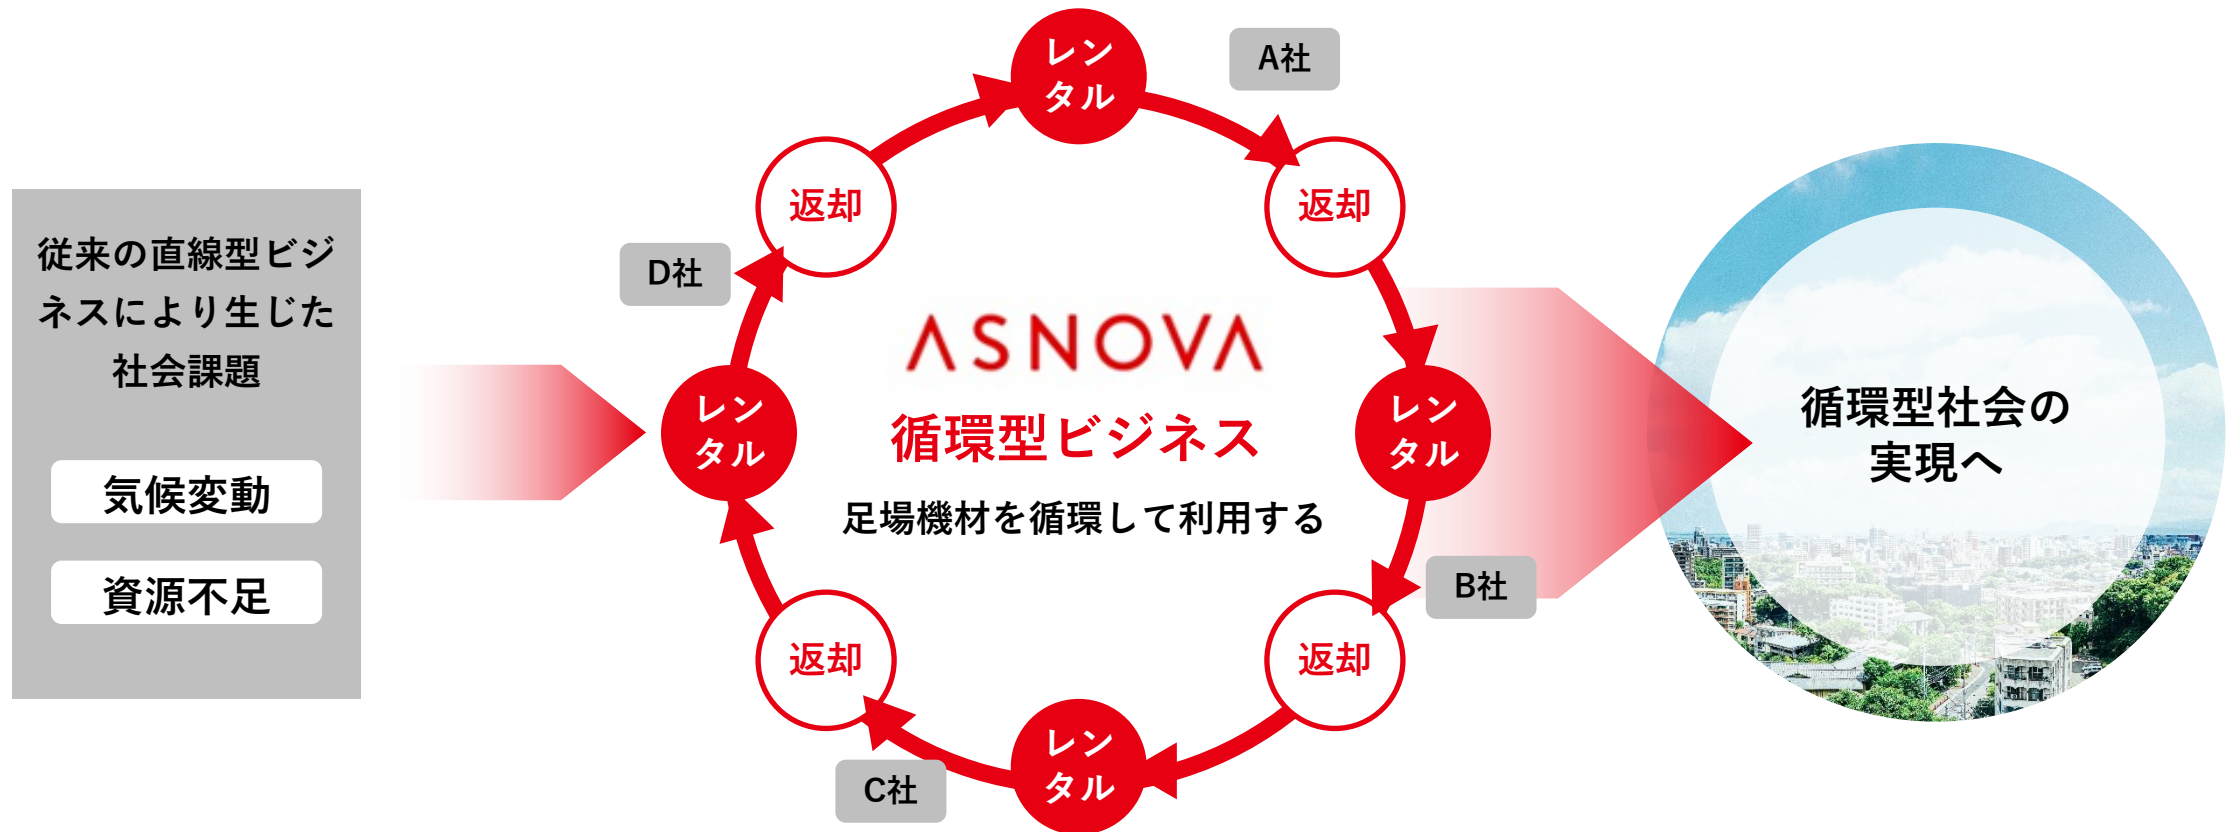 従来の直線型ビジ
ネスにより生じた
社会課題
気候変動
資源不足
レン
タル
A社
返却
レン
タル
B社
返却
レン
タル
C社
返却
レン
タル
D社
返却
ASNOVA
循環型ビジネス
足場機材を循環して利用する
循環型社会の
実現へ